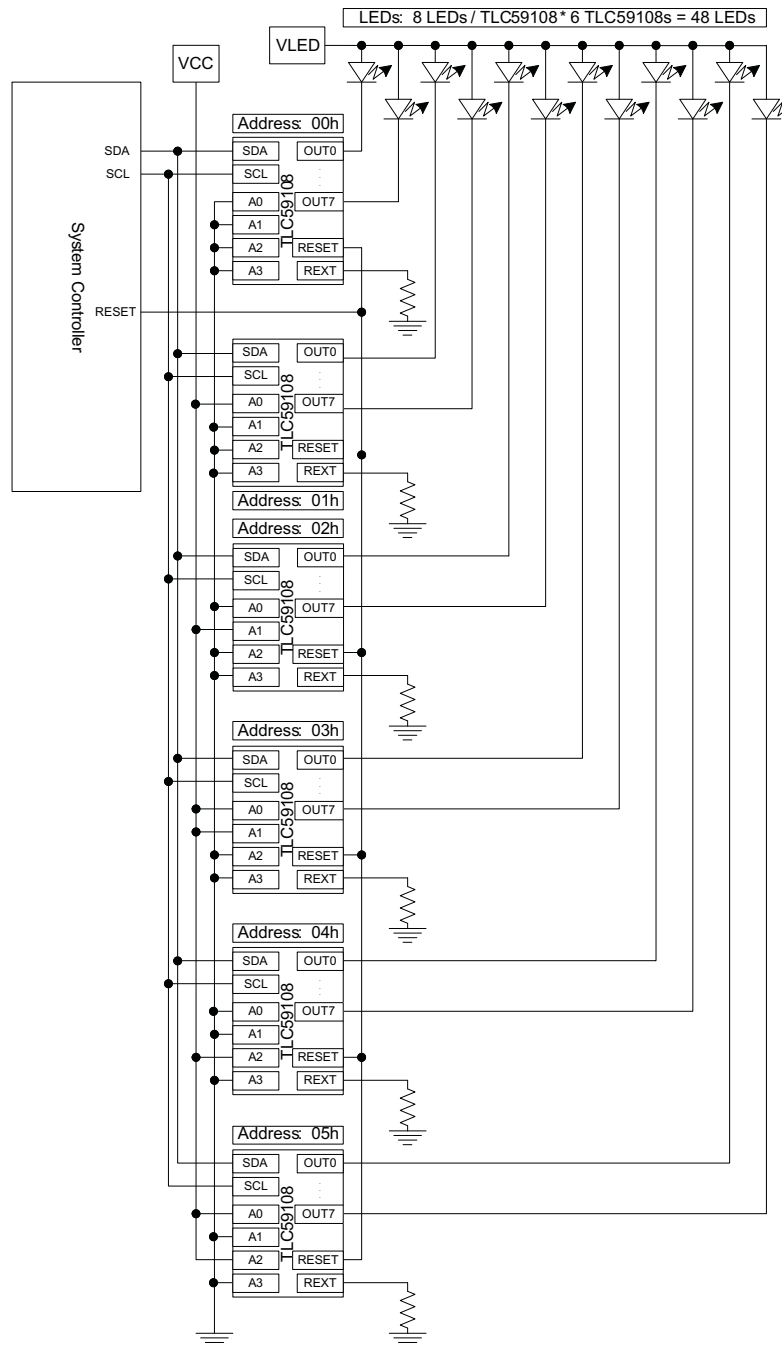 LEDs: 8 LEDs / TLC59108 * 6 TLC59108s = 48 LEDs
VLED
VCC
System Controller
SDA
SCL
RESET
Address: 00h
TLC59108
SDA
SCL
A0
A1
A2
A3
OUT0
OUT7
RESET
REXT
TLC59108
SDA
SCL
A0
A1
A2
A3
OUT0
OUT7
RESET
REXT
Address: 01h
Address: 02h
TLC59108
SDA
SCL
A0
A1
A2
A3
OUT0
OUT7
RESET
REXT
Address: 03h
TLC59108
SDA
SCL
A0
A1
A2
A3
OUT0
OUT7
RESET
REXT
Address: 04h
TLC59108
SDA
SCL
A0
A1
A2
A3
OUT0
OUT7
RESET
REXT
Address: 05h
TLC59108
SDA
SCL
A0
A1
A2
A3
OUT0
OUT7
RESET
REXT